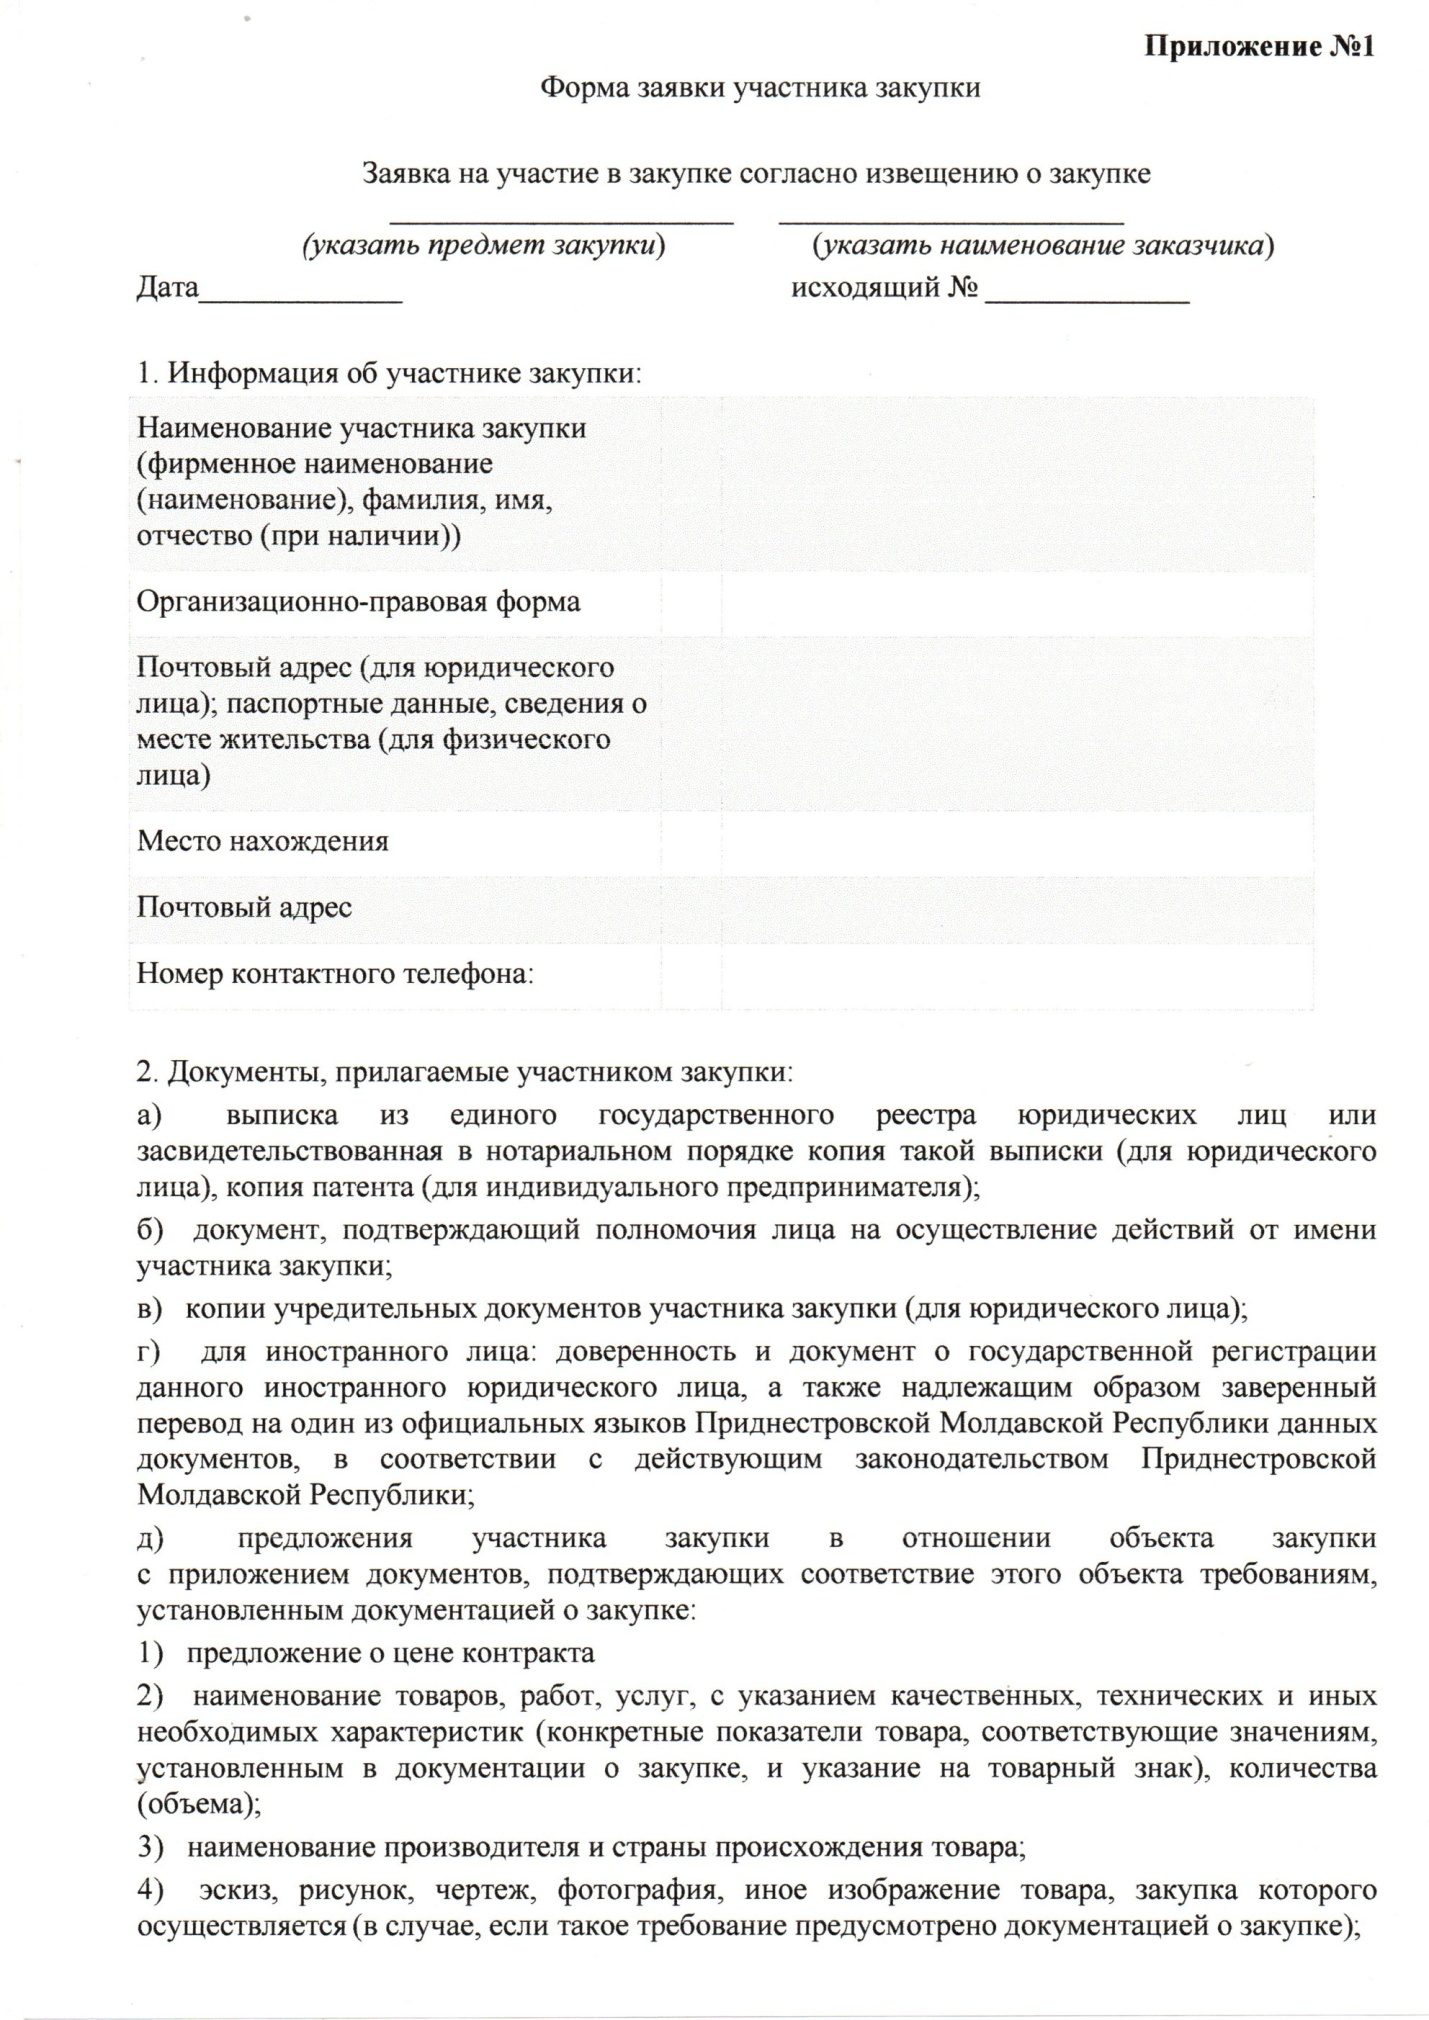 Приложение №1
Форма заявки участника закупки
Заявка на участие в закупке согласно извещению о закупке
(указать предмет закупки) (указать наименование заказчика)
Дата______________ исходящий № ______________
1. Информация об участнике закупки:
Наименование участника закупки
(фирменное наименование
(наименование), фамилия, имя,
отчество (при наличии))
Организационно-правовая форма
Почтовый адрес (для юридического
лица); паспортные данные, сведения о
месте жительства (для физического
лица)
Место нахождения
Почтовый адрес
Номер контактного телефона:
2. Документы, прилагаемые участником закупки:
а) выписка из единого государственного реестра юридических лиц или
засвидетельствованная в нотариальном порядке копия такой выписки (для юридического
лица), копия патента (для индивидуального предпринимателя);
б) документ, подтверждающий полномочия лица на осуществление действий от имени
участника закупки;
в) копии учредительных документов участника закупки (для юридического лица);
г) для иностранного лица: доверенность и документ о государственной регистрации
данного иностранного юридического лица, а также надлежащим образом заверенный
перевод на один из официальных языков Приднестровской Молдавской Республики данных
документов, в соответствии с действующим законодательством Приднестровской
Молдавской Республики;
д) предложения участника закупки в отношении объекта закупки
с приложением документов, подтверждающих соответствие этого объекта требованиям,
установленным документацией о закупке:
1) предложение о цене контракта
2) наименование товаров, работ, услуг, с указанием качественных, технических и иных
необходимых характеристик (конкретные показатели товара, соответствующие значениям,
установленным в документации о закупке, и указание на товарный знак), количества
(объема);
3) наименование производителя и страны происхождения товара;
4) эскиз, рисунок, чертеж, фотография, иное изображение товара, закупка которого
осуществляется (в случае, если такое требование предусмотрено документацией о закупке);